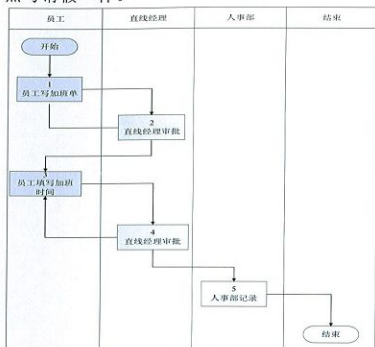 员工 直线经理 人事部 结束
开始
1
员工写加班单
2
直线经理审批
3
员工填写加班
时间
4
直线经理审批
5
人事部记录
结束